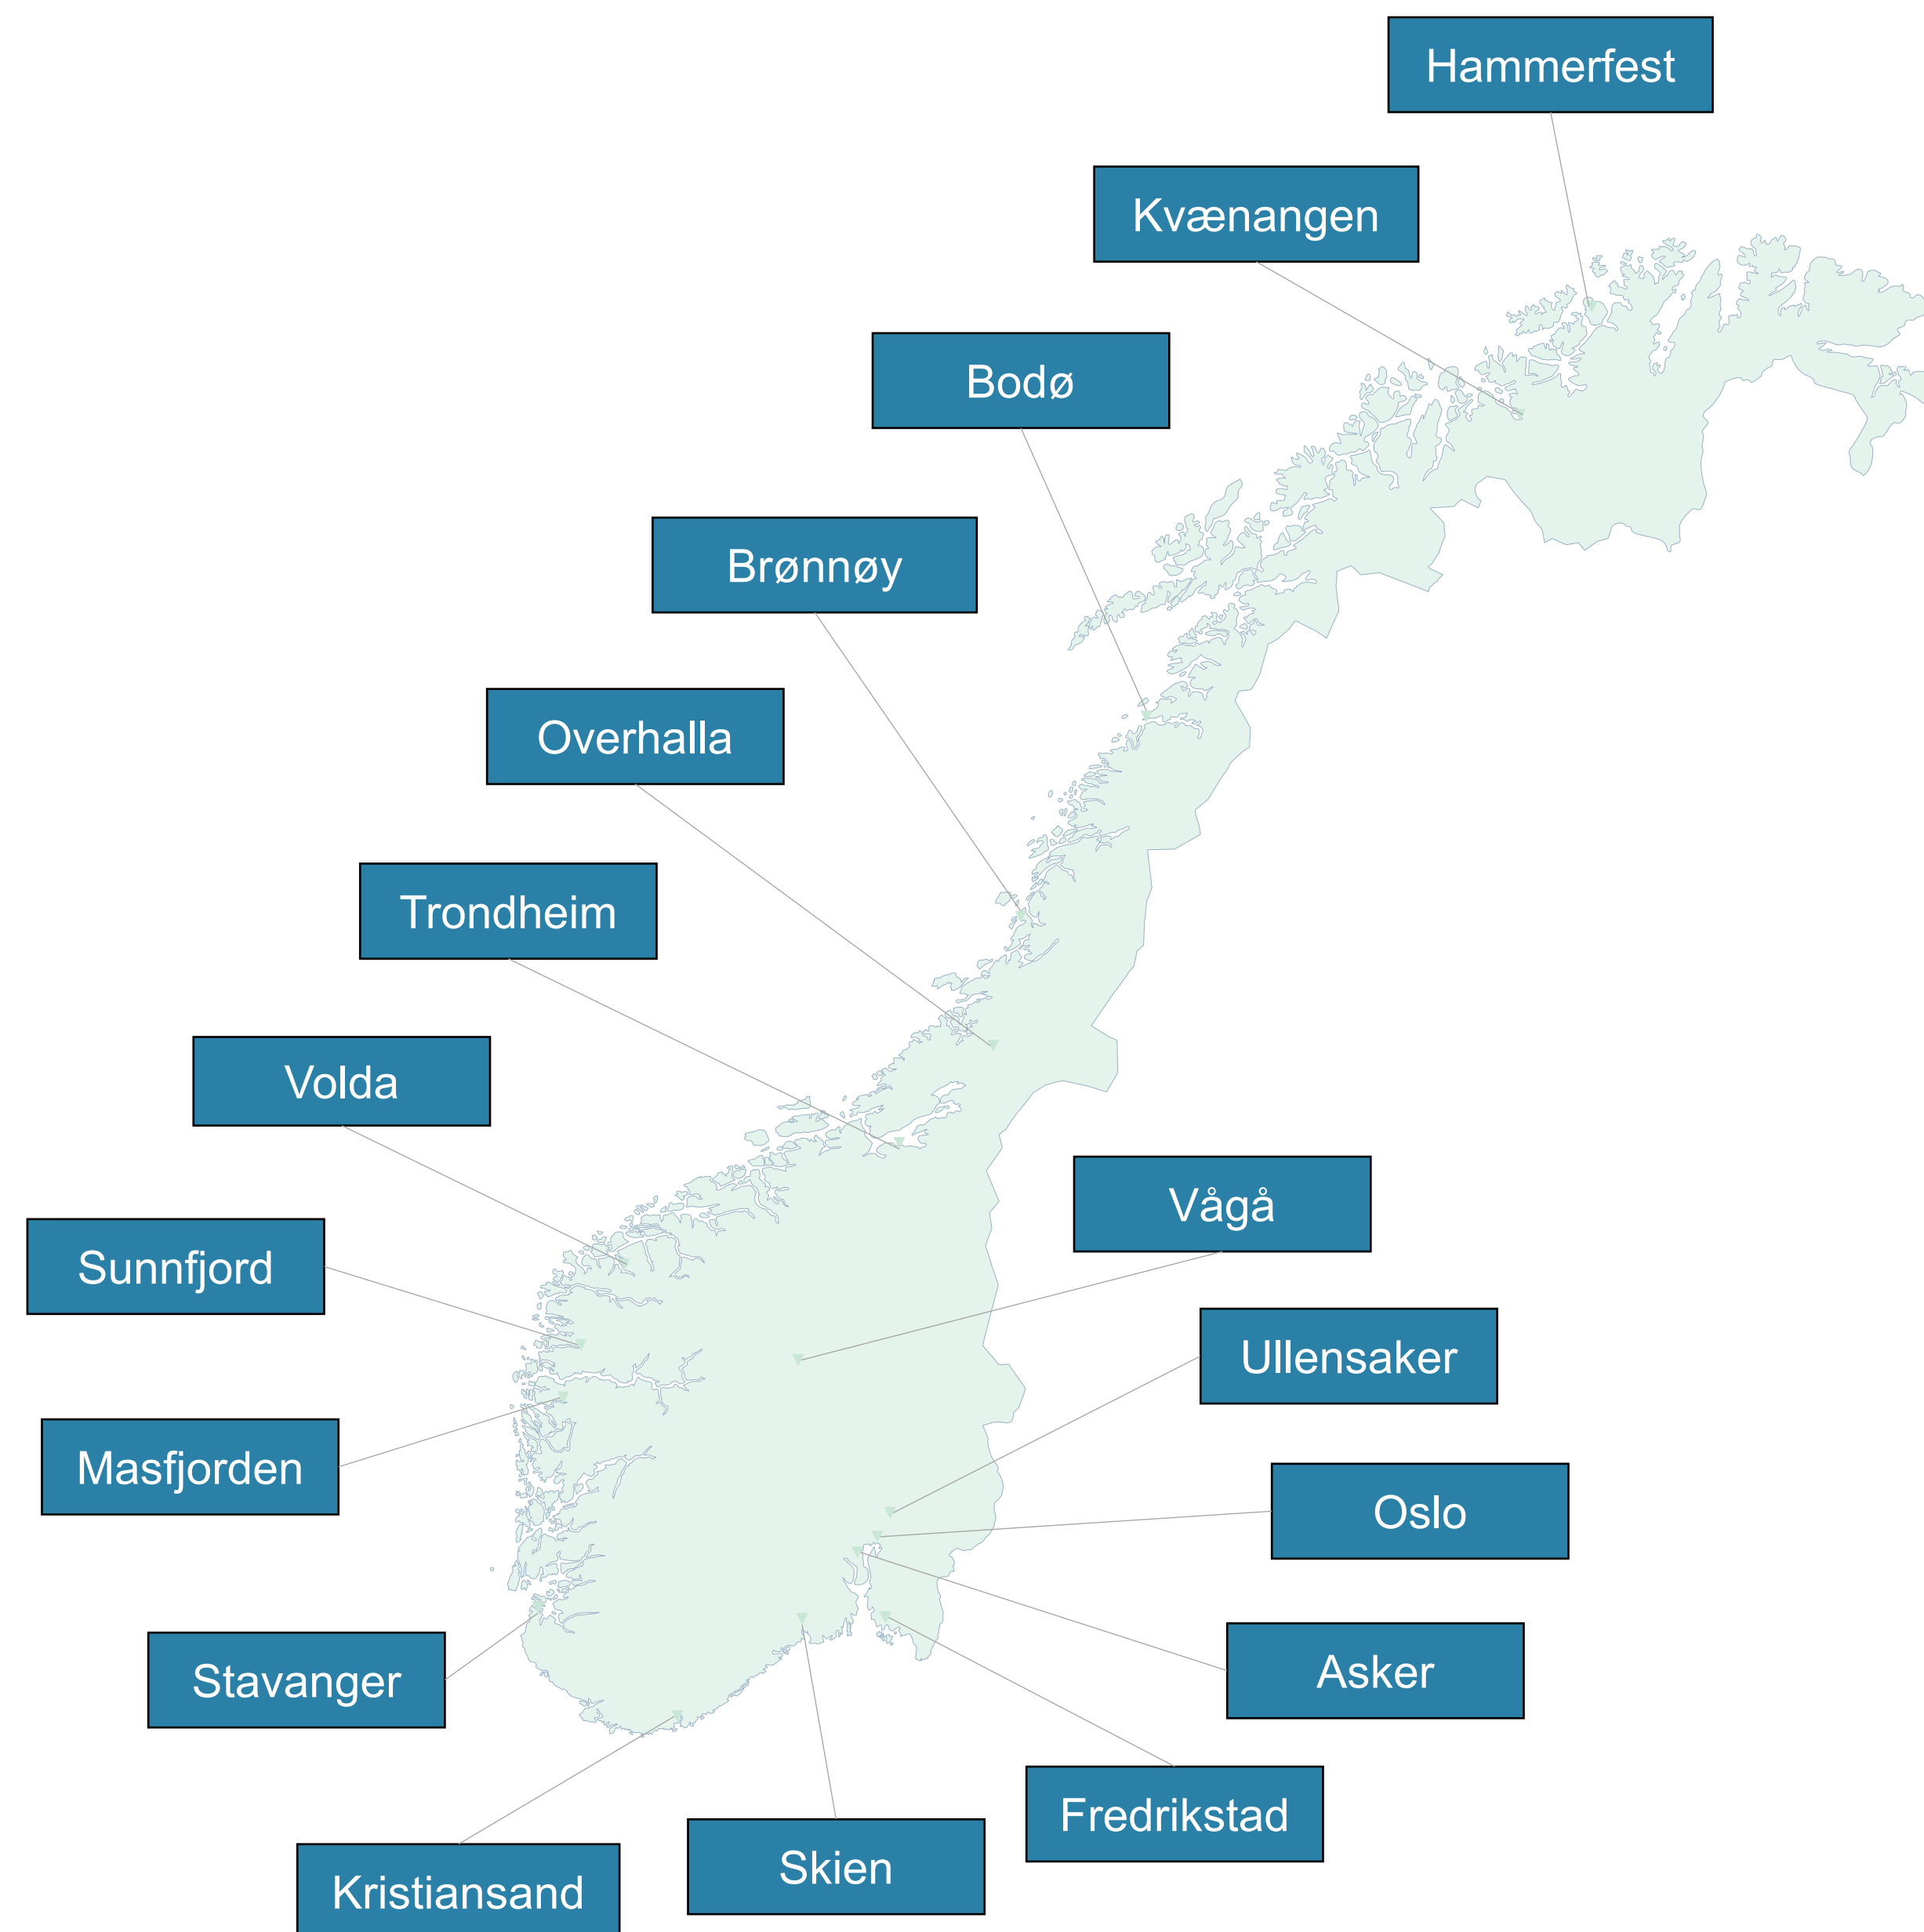 Hammerfest
Kvænangen
Bodø
Brønnøy
Overhalla
Trondheim
Volda
Vågå
Sunnfjord
Ullensaker
Masfjorden
Oslo
Stavanger
Asker
Fredrikstad
Skien
Kristiansand